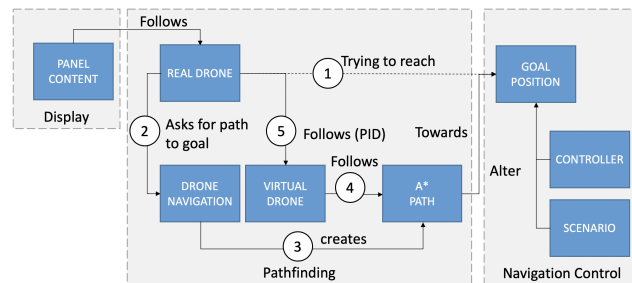 Follows
PANEL
CONTENT
Display
REAL DRONE
1
Trying to reach
GOAL
POSITION
2
Asks for path
to goal
5
Follows (PID)
Towards
Follows
DRONE
NAVIGATION
VIRTUAL
DRONE
4
A*
PATH
Alter
CONTROLLER
3
creates
SCENARIO
Pathfinding
Navigation Control